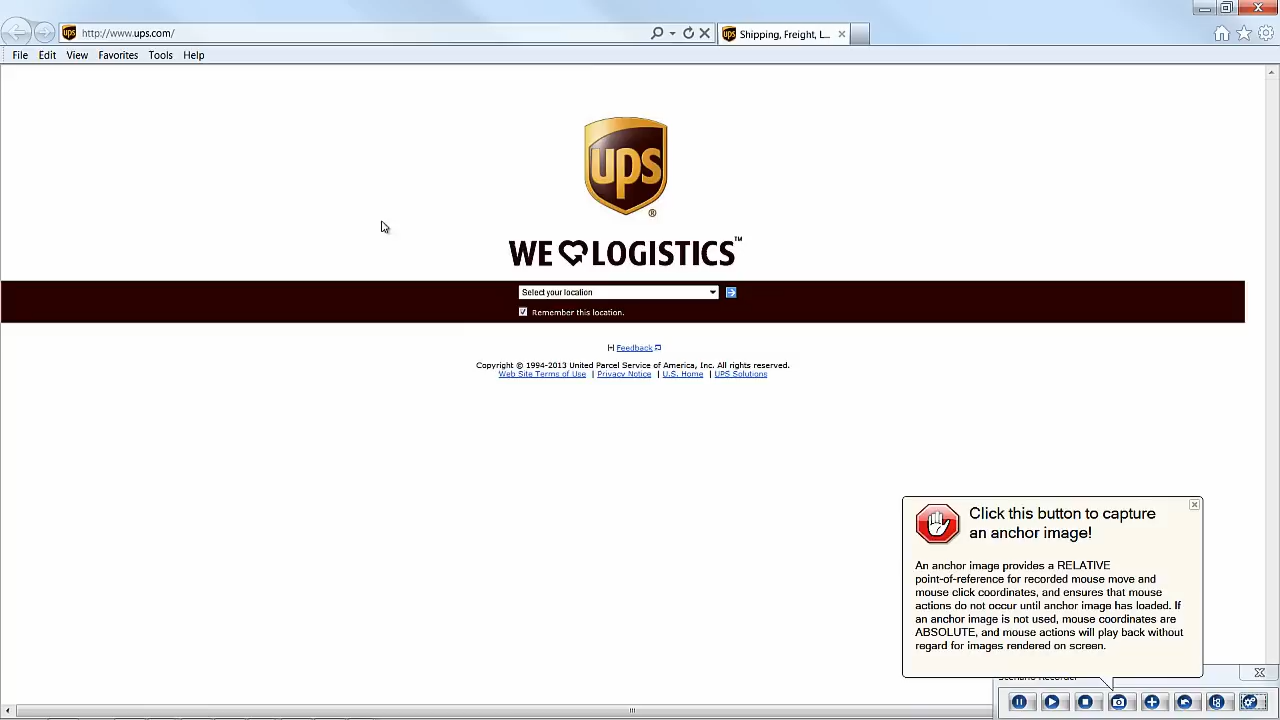 http://www.ups.com/
Shipping, Freight, L...
File Edit View Favorites Tools Help
ups
®
WE LOGISTICS™
Select your location
Remember this location.
[+] Feedback
Copyright © 1994-2013 United Parcel Service of America, Inc. All rights reserved.
Web Site Terms of Use | Privacy Notice | U.S. Home | UPS Solutions
Click this button to capture
an anchor image!
An anchor image provides a RELATIVE
point-of-reference for recorded mouse move and
mouse click coordinates, and ensures that mouse
actions do not occur until anchor image has loaded. If
an anchor image is not used, mouse coordinates are
ABSOLUTE, and mouse actions will play back without
regard for images rendered on screen.
Scenario Recorder